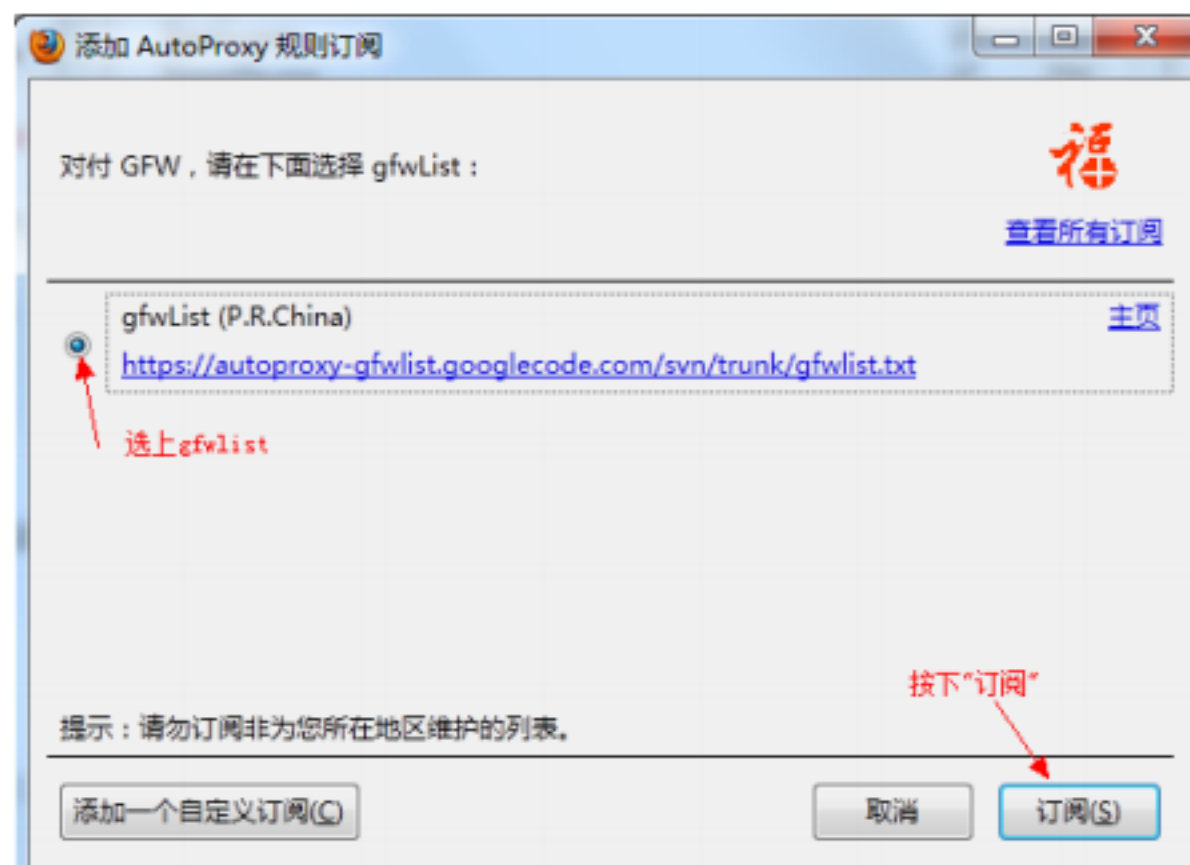 添加 AutoProxy 规则订阅
对付 GFW，请在下面选择 gfwList：
福
查看所有订阅
gfwList (P.R.China)
主页
https://autoproxy-gfwlist.googlecode.com/svn/trunk/gfwlist.txt
选上gfwlist
按下“订阅”
提示：请勿订阅非为您所在地区维护的列表。
添加一个自定义订阅(C)
取消
订阅(S)